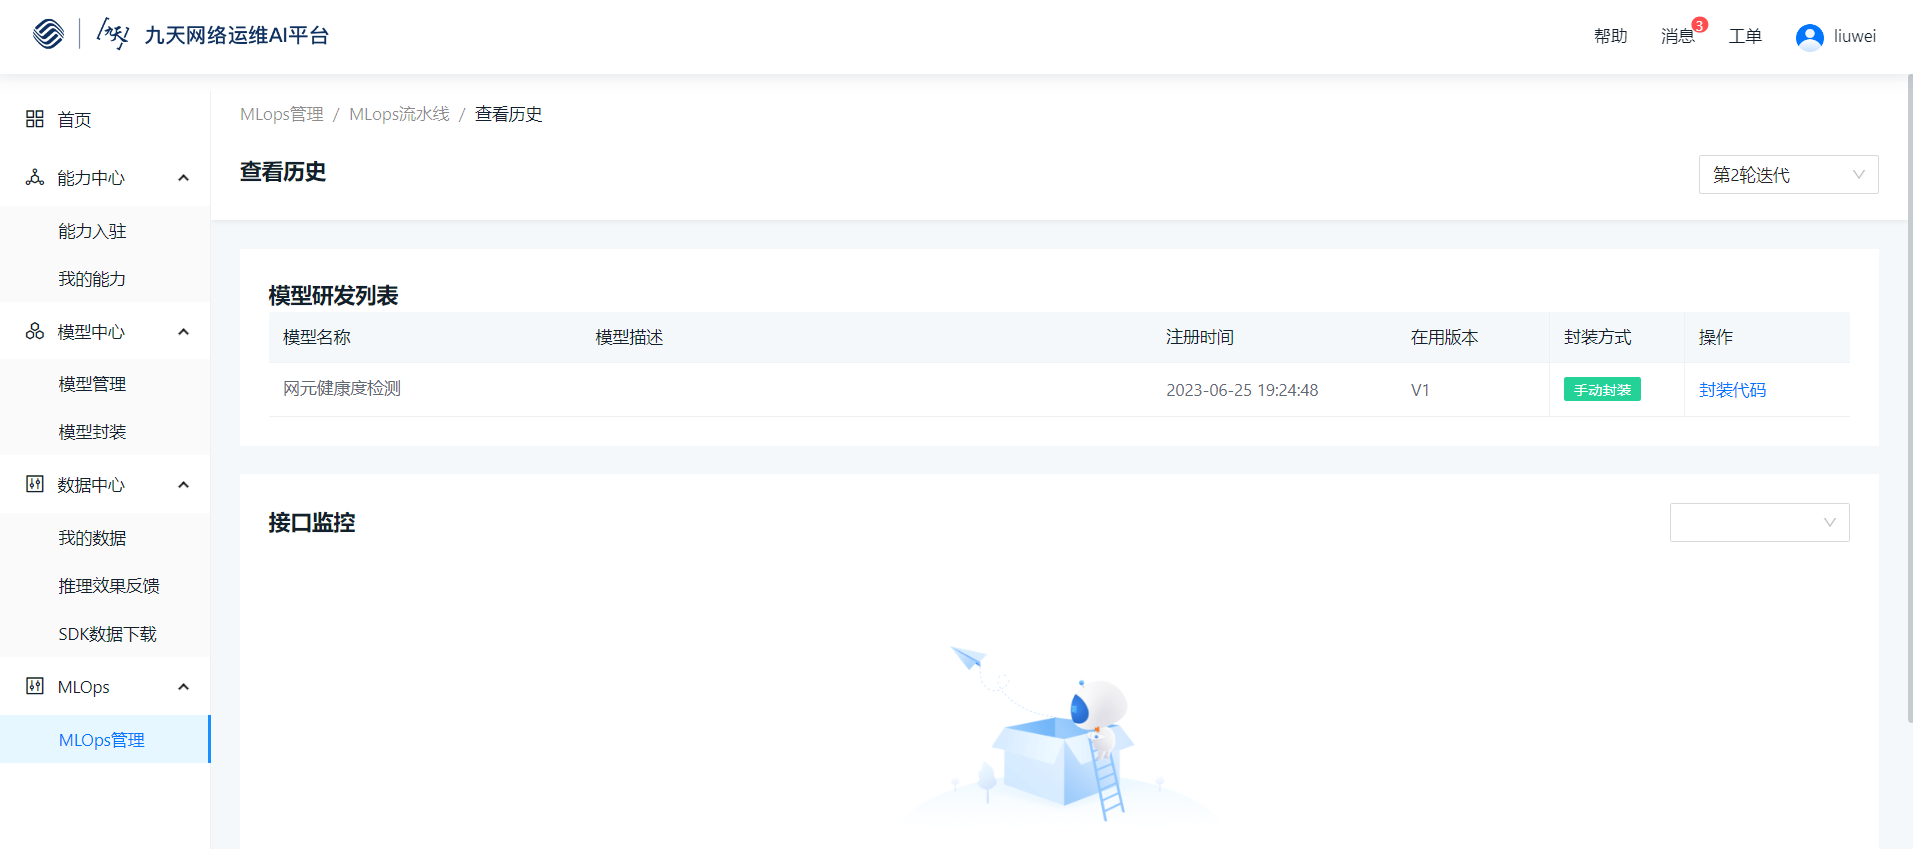 九天 九天网络运维AI平台
帮助 消息 3 工单 liuwei
首页
能力中心
能力入驻
我的能力
模型中心
模型管理
模型封装
数据中心
我的数据
推理效果反馈
SDK数据下载
MLOps
MLOps管理
MLops管理 / MLops流水线 / 查看历史
查看历史
第2轮迭代
模型研发列表
模型名称 模型描述 注册时间 在用版本 封装方式 操作
网元健康度检测 2023-06-25 19:24:48 V1 手动封装 封装代码
接口监控